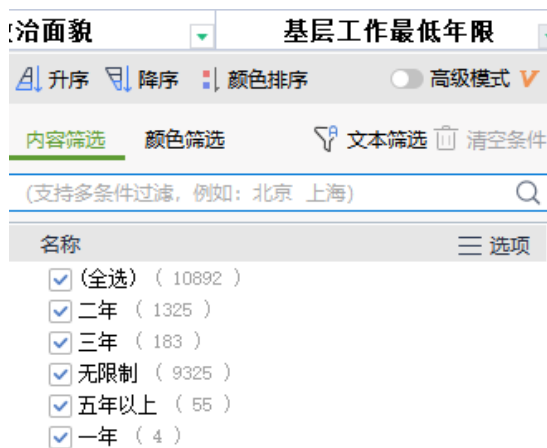 治面貌 基层工作最低年限
升序 降序 颜色排序 高级模式
内容筛选 颜色筛选 文本筛选 清空条件
(支持多条件过滤，例如：北京 上海)
名称 选项
(全选) ( 10892 )
二年 ( 1325 )
三年 ( 183 )
无限制 ( 9325 )
五年以上 ( 55 )
一年 ( 4 )